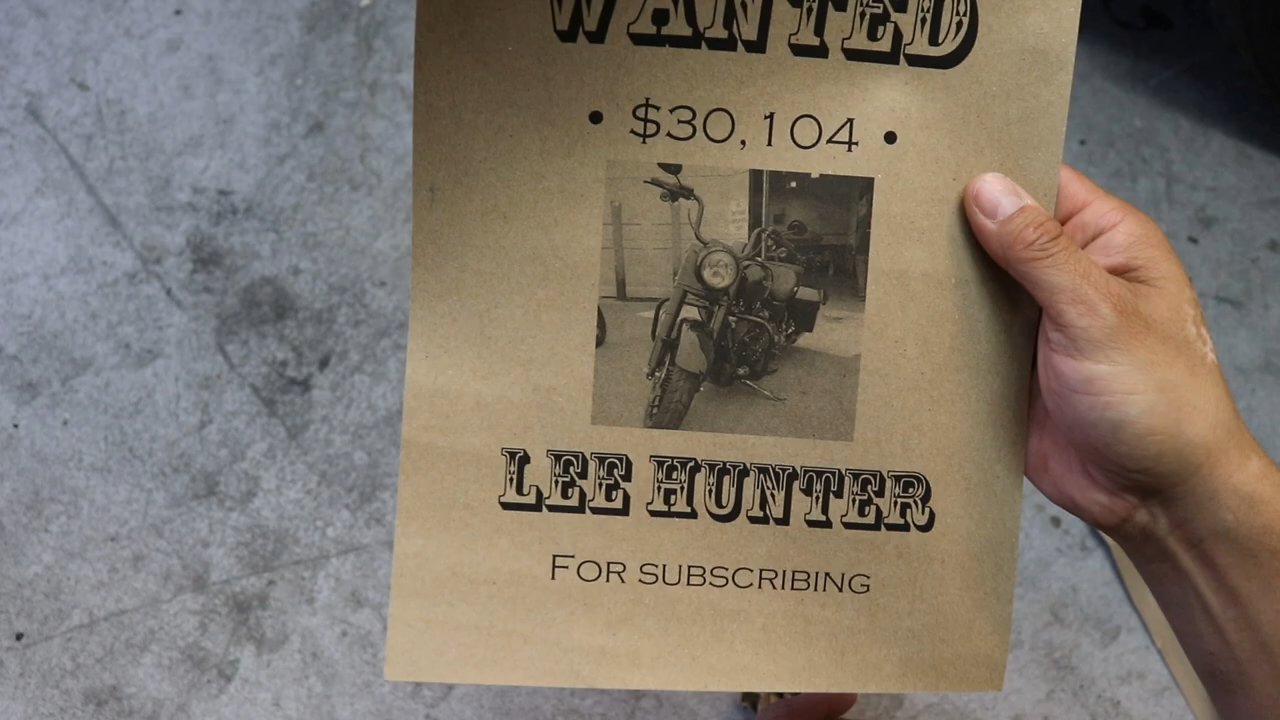 WANTED
• $30,104 •
LEE HUNTER
FOR SUBSCRIBING